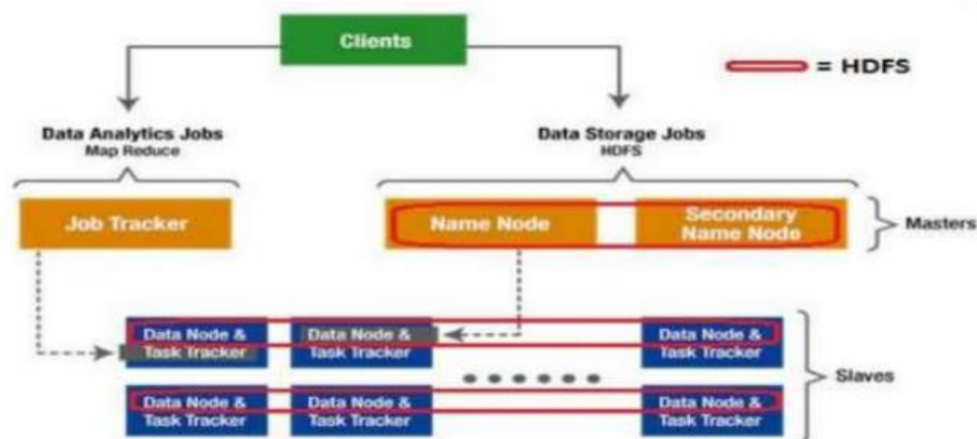 Clients
= HDFS
Data Analytics Jobs
Map Reduce
Data Storage Jobs
HDFS
Job Tracker
Name Node
Secondary
Name Node
Masters
Data Node &
Task Tracker
Data Node &
Task Tracker
Data Node &
Task Tracker
Slaves
Data Node &
Task Tracker
Data Node &
Task Tracker
Data Node &
Task Tracker